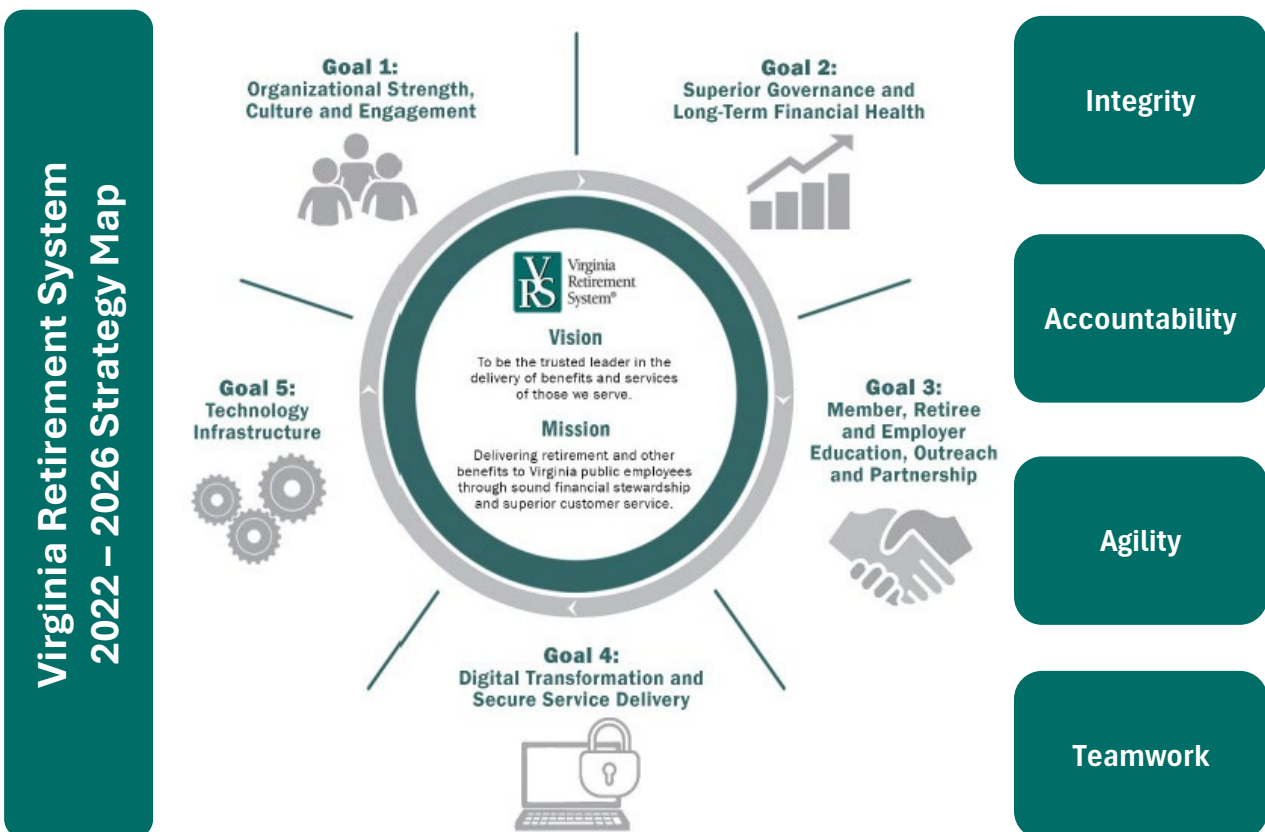 Virginia Retirement System
2022 – 2026 Strategy Map
Goal 1:
Organizational Strength,
Culture and Engagement
Goal 2:
Superior Governance and
Long-Term Financial Health
Goal 3:
Member, Retiree
and Employer
Education, Outreach
and Partnership
Goal 4:
Digital Transformation and
Secure Service Delivery
Goal 5:
Technology
Infrastructure
VRS
Virginia
Retirement
System®
Vision
To be the trusted leader in the
delivery of benefits and services
of those we serve.
Mission
Delivering retirement and other
benefits to Virginia public employees
through sound financial stewardship
and superior customer service.
Integrity
Accountability
Agility
Teamwork